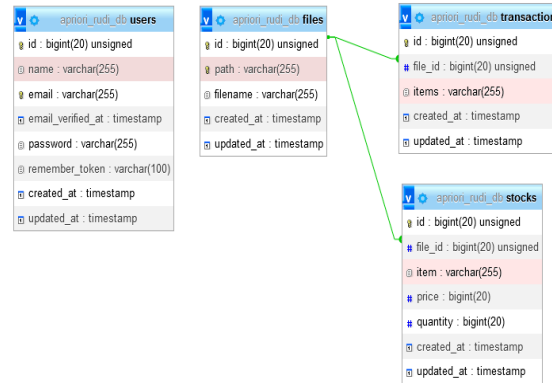 apriori_rudi_db users
id : bigint(20) unsigned
name : varchar(255)
email : varchar(255)
email_verified_at : timestamp
password : varchar(255)
remember_token : varchar(100)
created_at : timestamp
updated_at : timestamp
apriori_rudi_db files
id : bigint(20) unsigned
path : varchar(255)
filename : varchar(255)
created_at : timestamp
updated_at : timestamp
apriori_rudi_db transaction
id : bigint(20) unsigned
# file_id : bigint(20) unsigned
items : varchar(255)
created_at : timestamp
updated_at : timestamp
apriori_rudi_db stocks
id : bigint(20) unsigned
# file_id : bigint(20) unsigned
item : varchar(255)
# price : bigint(20)
# quantity : bigint(20)
created_at : timestamp
updated_at : timestamp